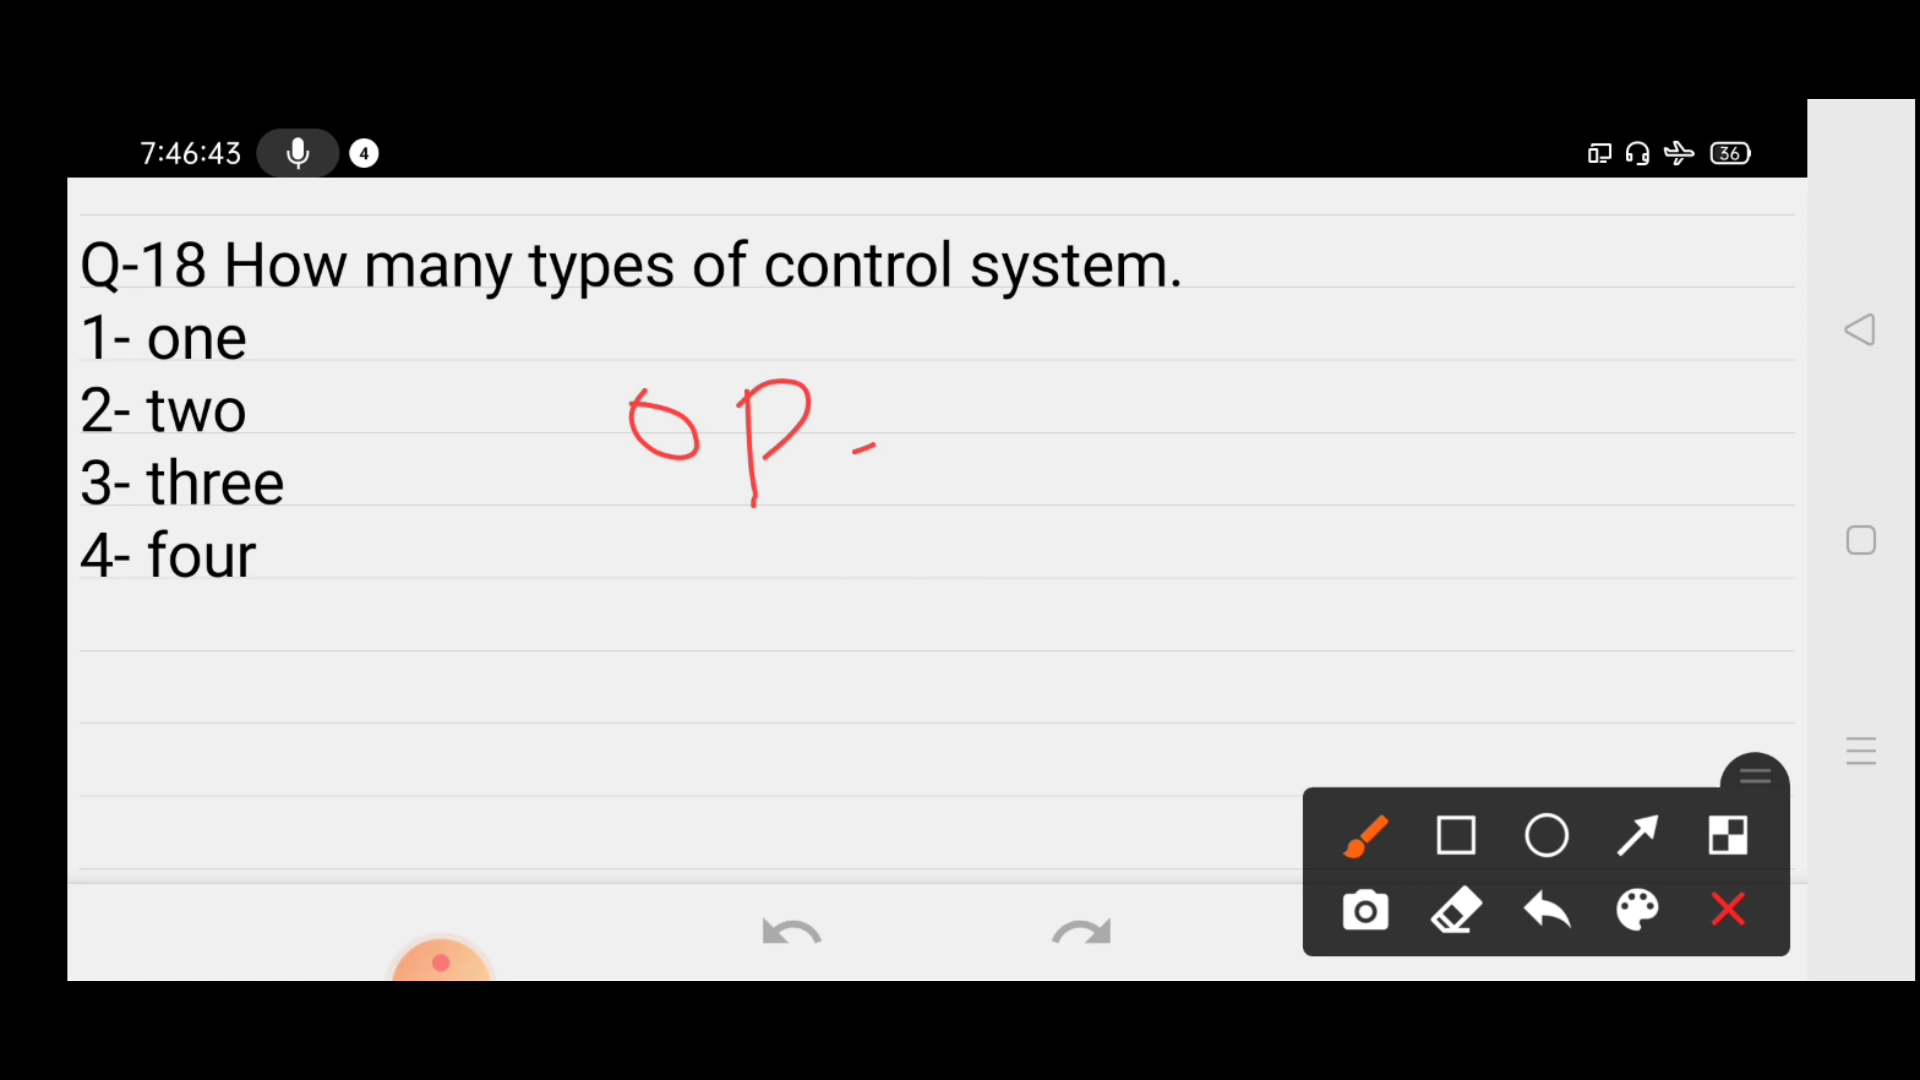 7:46:43 4 36
Q-18 How many types of control system.
1- one
2- two
3- three
4- four
op-